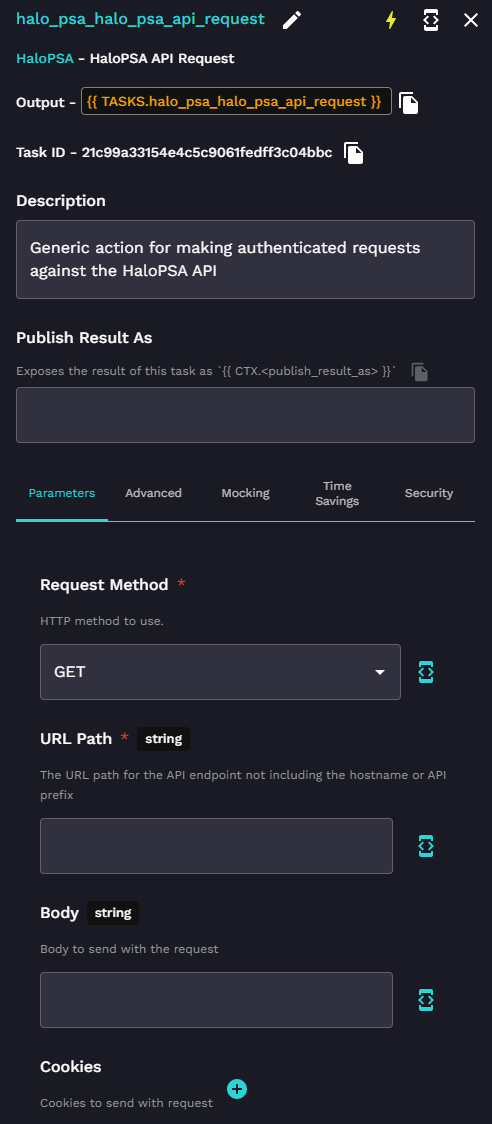 halo_psa_halo_psa_api_request
HaloPSA - HaloPSA API Request
Output - {{ TASKS.halo_psa_halo_psa_api_request }}
Task ID - 21c99a33154e4c5c9061fedff3c04bbc
Description
Generic action for making authenticated requests
against the HaloPSA API
Publish Result As
Exposes the result of this task as `{{ CTX.<publish_result_as> }}`
Parameters Advanced Mocking Time Savings Security
Request Method *
HTTP method to use.
GET
URL Path * string
The URL path for the API endpoint not including the hostname or API
prefix
Body string
Body to send with the request
Cookies
Cookies to send with request